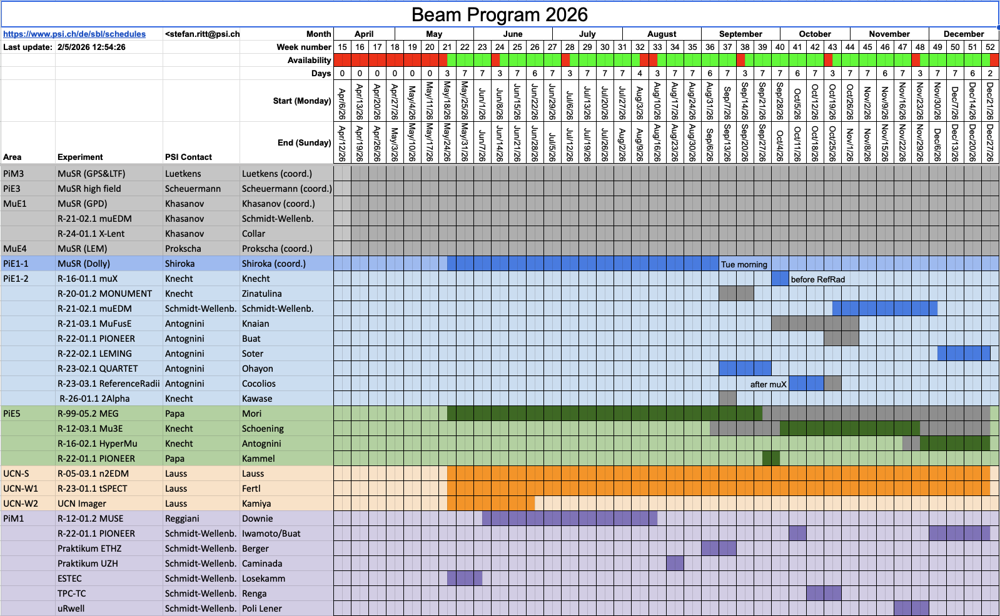 Beam Program 2026
https://www.psi.ch/de/sbl/schedules <stefan.ritt@psi.ch Month April May June July August September October November December
Last update: 2/5/2026 12:54:26 Week number 15 16 17 18 19 20 21 22 23 24 25 26 27 28 29 30 31 32 33 34 35 36 37 38 39 40 41 42 43 44 45 46 47 48 49 50 51 52
Availability
Days 0 0 0 0 0 0 3 7 7 3 7 6 7 3 7 7 7 4 3 7 7 6 7 3 7 7 6 7 3 7 7 6 7 3 7 7 6 2
Start (Monday) Apr/6/26 Apr/13/26 Apr/20/26 Apr/27/26 May/4/26 May/11/26 May/18/26 May/25/26 Jun/1/26 Jun/8/26 Jun/15/26 Jun/22/26 Jun/29/26 Jul/6/26 Jul/13/26 Jul/20/26 Jul/27/26 Aug/3/26 Aug/10/26 Aug/17/26 Aug/24/26 Aug/31/26 Sep/7/26 Sep/14/26 Sep/21/26 Sep/28/26 Oct/5/26 Oct/12/26 Oct/19/26 Oct/26/26 Nov/2/26 Nov/9/26 Nov/16/26 Nov/23/26 Nov/30/26 Dec/7/26 Dec/14/26 Dec/21/26
End (Sunday) Apr/12/26 Apr/19/26 Apr/26/26 May/3/26 May/10/26 May/17/26 May/24/26 May/31/26 Jun/7/26 Jun/14/26 Jun/21/26 Jun/28/26 Jul/5/26 Jul/12/26 Jul/19/26 Jul/26/26 Aug/2/26 Aug/9/26 Aug/16/26 Aug/23/26 Aug/30/26 Sep/6/26 Sep/13/26 Sep/20/26 Sep/27/26 Oct/4/26 Oct/11/26 Oct/18/26 Oct/25/26 Nov/1/26 Nov/8/26 Nov/15/26 Nov/22/26 Nov/29/26 Dec/6/26 Dec/13/26 Dec/20/26 Dec/27/26
Area Experiment PSI Contact
PiM3 MuSR (GPS&LTF) Luetkens Luetkens (coord.)
PiE3 MuSR high field Scheuermann Scheuermann (coord.)
MuE1 MuSR (GPD) Khasanov Khasanov (coord.)
R-21-02.1 muEDM Khasanov Schmidt-Wellenb.
R-24-01.1 X-Lent Khasanov Collar
MuE4 MuSR (LEM) Prokscha Prokscha (coord.)
PiE1-1 MuSR (Dolly) Shiroka Shiroka (coord.) Tue morning
PiE1-2 R-16-01.1 muX Knecht Knecht before RefRad
R-20-01.2 MONUMENT Knecht Zinatulina
R-21-02.1 muEDM Schmidt-Wellenb. Schmidt-Wellenb.
R-21-03.1 MuFusE Antognini Knaian
R-22-01.1 PIONEER Antognini Buat
R-22-02.1 LEMING Antognini Soter
R-23-02.1 QUARTET Antognini Ohayon
R-23-03.1 ReferenceRadii Antognini Cocolios after muX
R-26-01.1 2Alpha Knecht Kawase
PiE5 R-99-05.2 MEG Papa Mori
R-12-03.1 Mu3E Knecht Schoening
R-16-02.1 HyperMu Knecht Antognini
R-22-01.1 PIONEER Papa Kammel
UCN-S R-05-03.1 n2EDM Lauss Lauss
UCN-W1 R-23-01.1 tSPECT Lauss Fertl
UCN-W2 UCN Imager Lauss Kamiya
PiM1 R-12-01.2 MUSE Reggiani Downie
R-22-01.1 PIONEER Schmidt-Wellenb. Iwamoto/Buat
Praktikum ETHZ Schmidt-Wellenb. Berger
Praktikum UZH Schmidt-Wellenb. Caminada
ESTEC Schmidt-Wellenb. Losekamm
TPC-TC Schmidt-Wellenb. Renga
uRwell Schmidt-Wellenb. Poli Lener